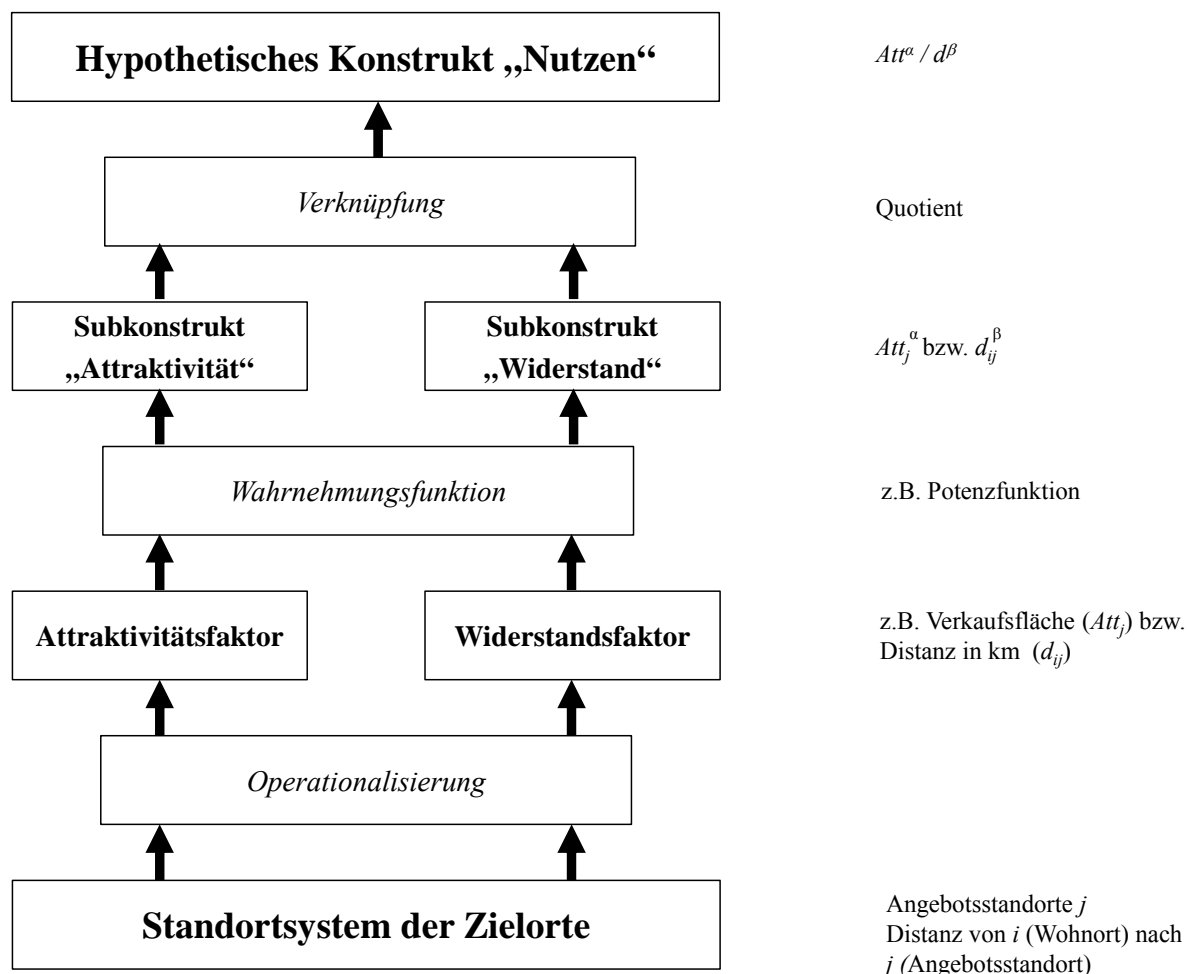 Hypothetisches Konstrukt „Nutzen“
Att^α / d^β
Verknüpfung
Quotient
Subkonstrukt
„Attraktivität“
Subkonstrukt
„Widerstand“
Att_j^α bzw. d_ij^β
Wahrnehmungsfunktion
z.B. Potenzfunktion
Attraktivitätsfaktor
Widerstandsfaktor
z.B. Verkaufsfläche (Att_j) bzw.
Distanz in km (d_ij)
Operationalisierung
Standortsystem der Zielorte
Angebotsstandorte j
Distanz von i (Wohnort) nach
j (Angebotsstandort)